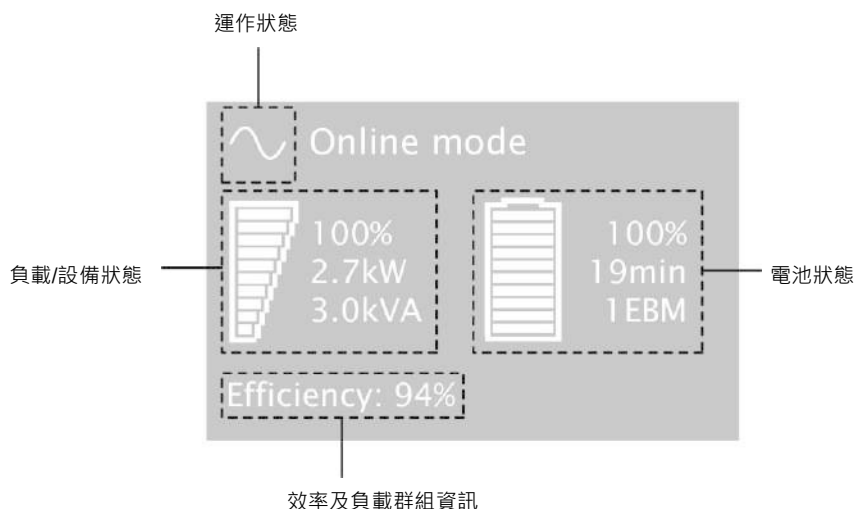 運作狀態
Online mode
負載/設備狀態
100%
2.7kW
3.0kVA
100%
19min
1EBM
電池狀態
Efficiency: 94%
效率及負載群組資訊